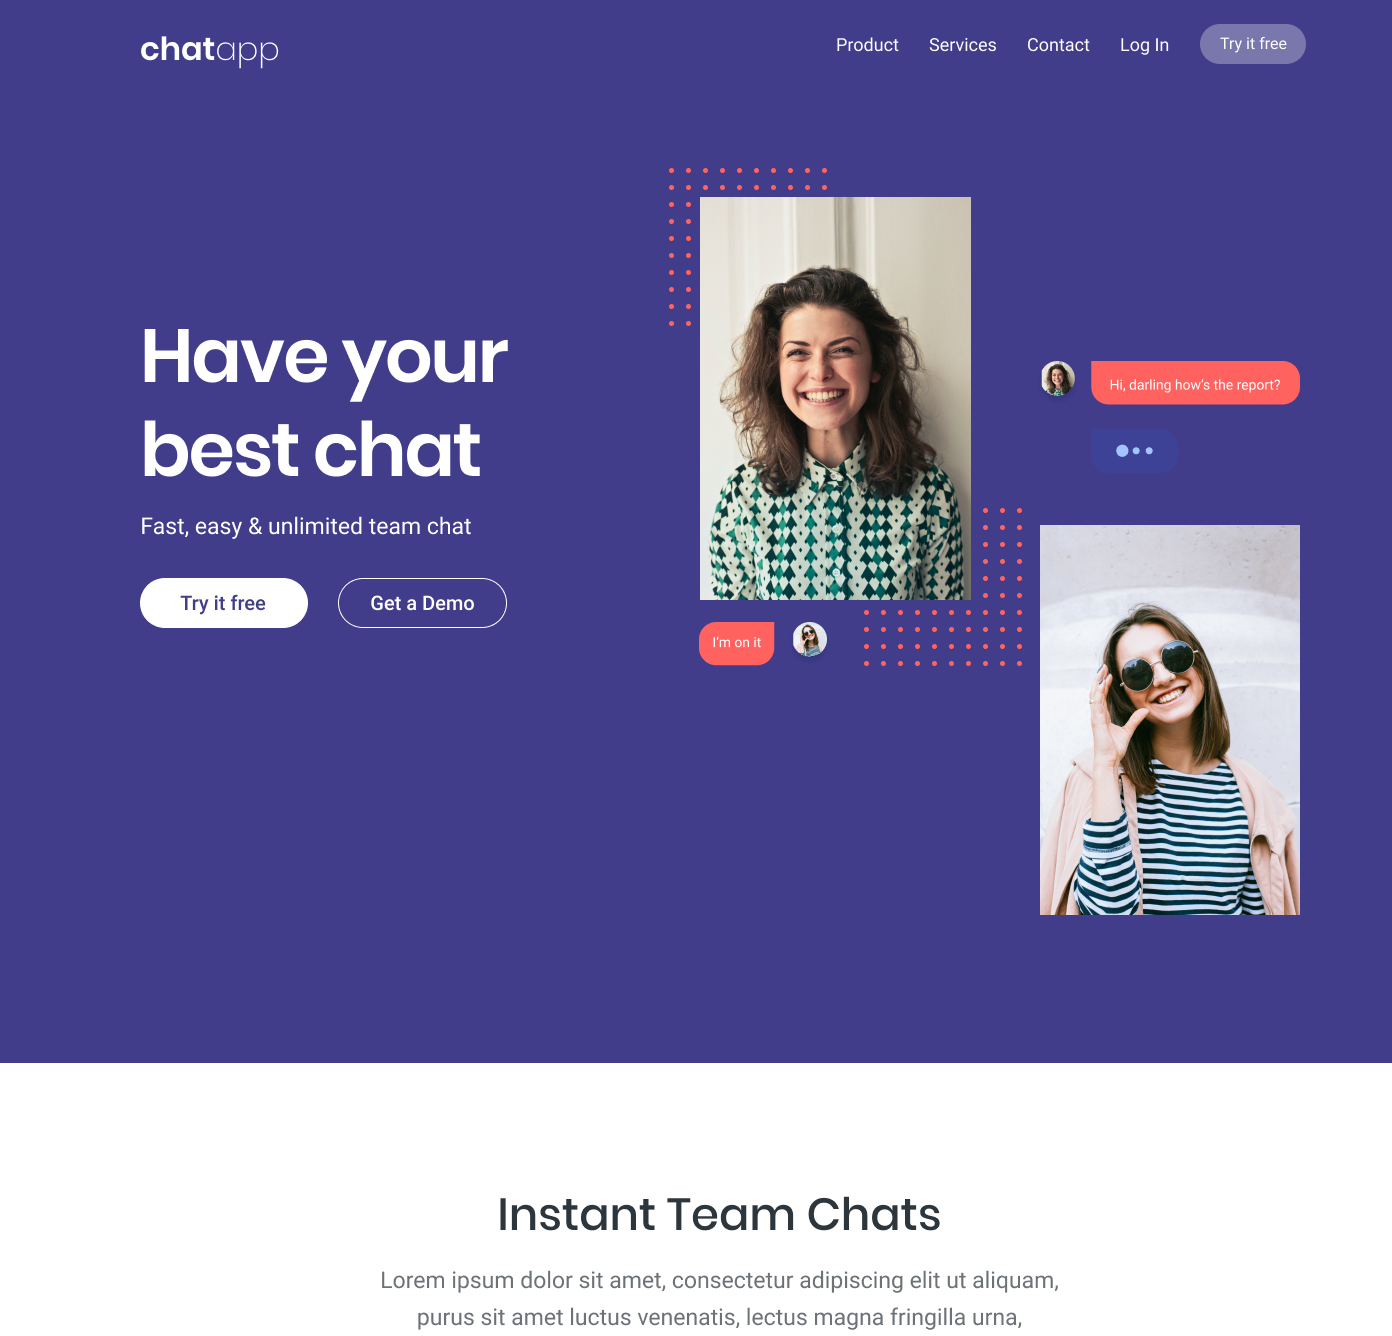 chatapp
Product Services Contact Log In Try it free
Have your
best chat
Fast, easy & unlimited team chat
Try it free Get a Demo
Hi, darling how's the report?
I'm on it
Instant Team Chats
Lorem ipsum dolor sit amet, consectetur adipiscing elit ut aliquam,
purus sit amet luctus venenatis, lectus magna fringilla urna,